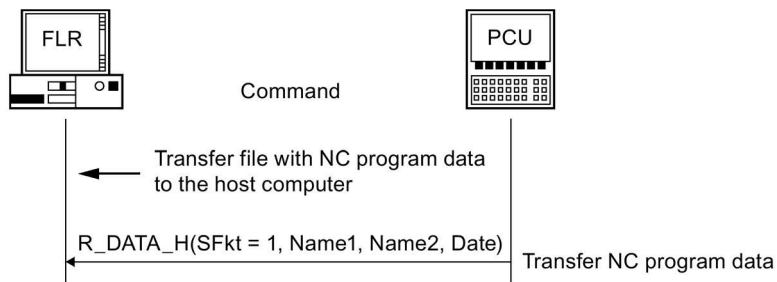 FLR
PCU
Command
Transfer file with NC program data
to the host computer
R_DATA_H(SFkt = 1, Name1, Name2, Date)
Transfer NC program data